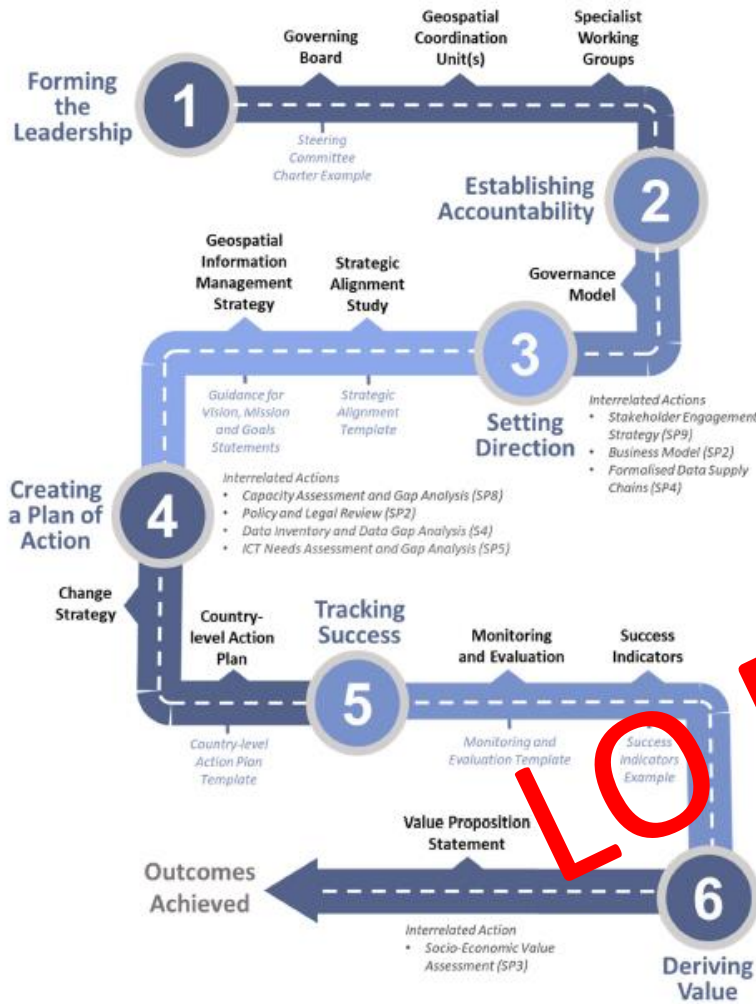 Governing
Board
Geospatial
Coordination
Unit(s)
Specialist
Working
Groups
Forming
the
Leadership
1
Steering
Committee
Charter Example
Establishing
Accountability
2
Governance
Model
Geospatial
Information
Management
Strategy
Strategic
Alignment
Study
3
Setting
Direction
Guidance for
Vision, Mission
and Goals
Statements
Strategic
Alignment
Template
Interrelated Actions
• Stakeholder Engagement
Strategy (SP9)
• Business Model (SP2)
• Formalised Data Supply
Chains (SP4)
Creating
a Plan of
Action
4
Interrelated Actions
• Capacity Assessment and Gap Analysis (SP8)
• Policy and Legal Review (SP2)
• Data Inventory and Data Gap Analysis (S4)
• ICT Needs Assessment and Gap Analysis (SP5)
Change
Strategy
Country-
level Action
Plan
Country-level
Action Plan
Template
Tracking
Success
5
Monitoring
and Evaluation
Success
Indicators
Monitoring and
Evaluation Template
Success
Indicators
Example
LO
Value Proposition
Statement
Outcomes
Achieved
6
Interrelated Action
• Socio-Economic Value
Assessment (SP3)
Deriving
Value